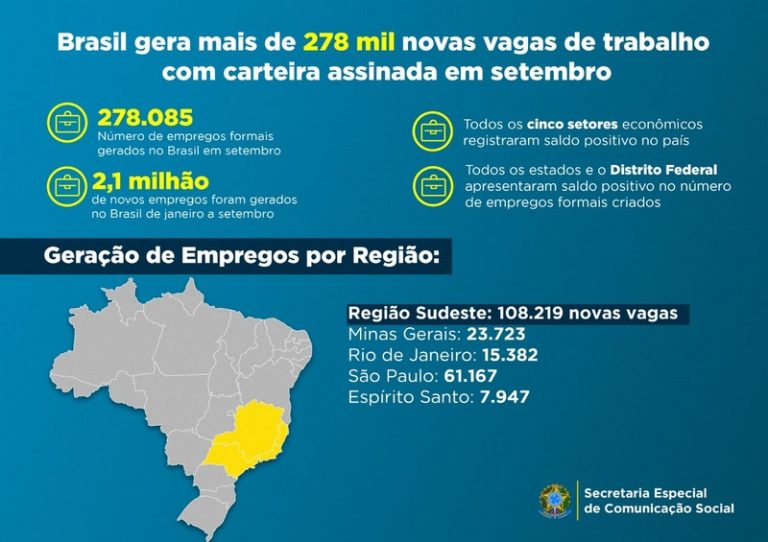 Brasil gera mais de 278 mil novas vagas de trabalho
com carteira assinada em setembro
278.085
Número de empregos formais
gerados no Brasil em setembro
2,1 milhão
de novos empregos foram gerados
no Brasil de janeiro a setembro
Todos os cinco setores econômicos
registraram saldo positivo no país
Todos os estados e o Distrito Federal
apresentaram saldo positivo no número
de empregos formais criados
Geração de Empregos por Região:
Região Sudeste: 108.219 novas vagas
Minas Gerais: 23.723
Rio de Janeiro: 15.382
São Paulo: 61.167
Espírito Santo: 7.947
Secretaria Especial
de Comunicação Social